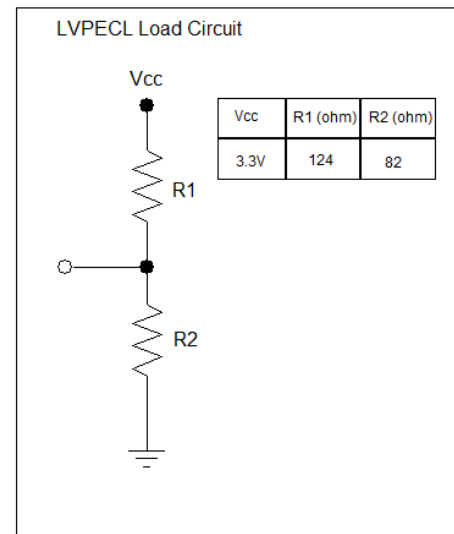 LVPECL Load Circuit
Vcc
Vcc R1 (ohm) R2 (ohm)
3.3V 124 82
R1
R2